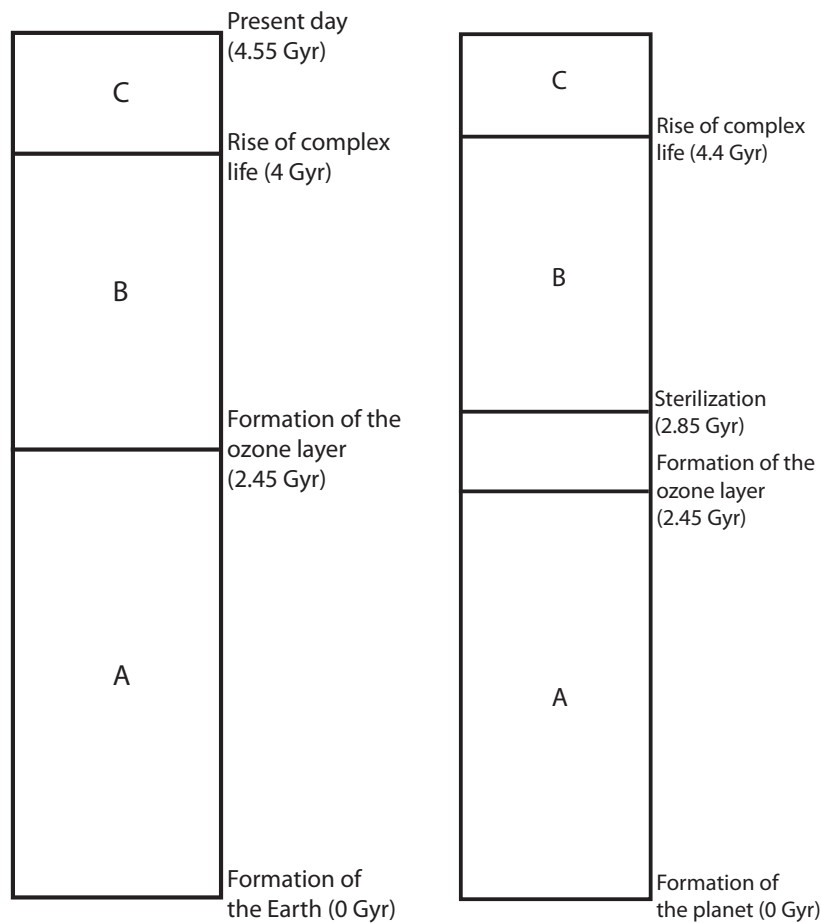 Present day
(4.55 Gyr)
C
Rise of complex
life (4 Gyr)
B
Formation of the
ozone layer
(2.45 Gyr)
A
Formation of
the Earth (0 Gyr)
C
Rise of complex
life (4.4 Gyr)
B
Sterilization
(2.85 Gyr)
Formation of the
ozone layer
(2.45 Gyr)
A
Formation of
the planet (0 Gyr)